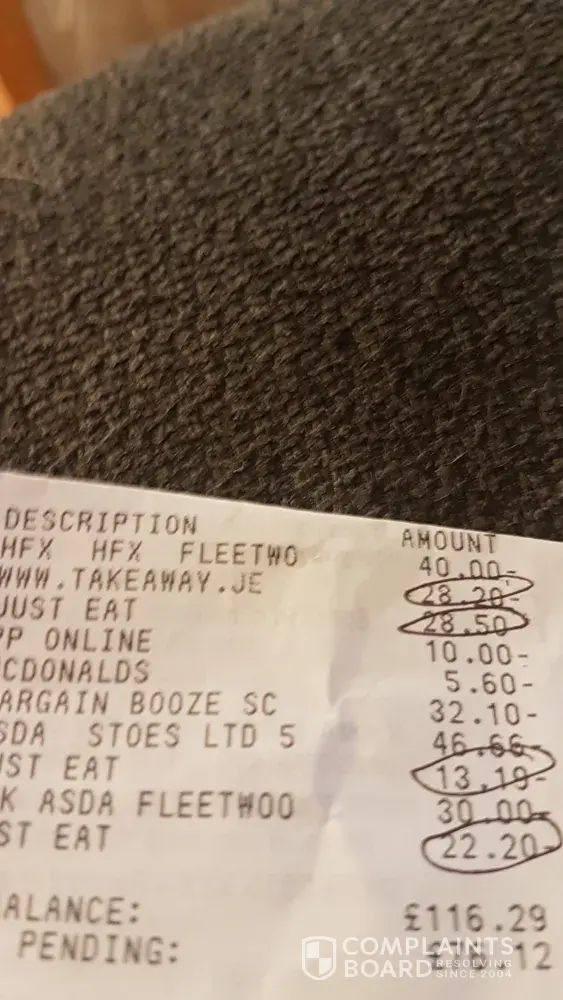 DESCRIPTION AMOUNT
HFX HFX FLEETWO 40.00-
WWW.TAKEAWAY.JE 28.20-
JUST EAT 28.50
PP ONLINE 10.00-
CDONALDS 5.60-
ARGAIN BOOZE SC 32.10-
SDA STOES LTD 5 46.66-
UST EAT 13.19-
K ASDA FLEETWOO 30.00-
ST EAT 22.20-
ALANCE: £116.29
PENDING: 12
COMPLAINTS
BOARD RESOLVING
SINCE 2004